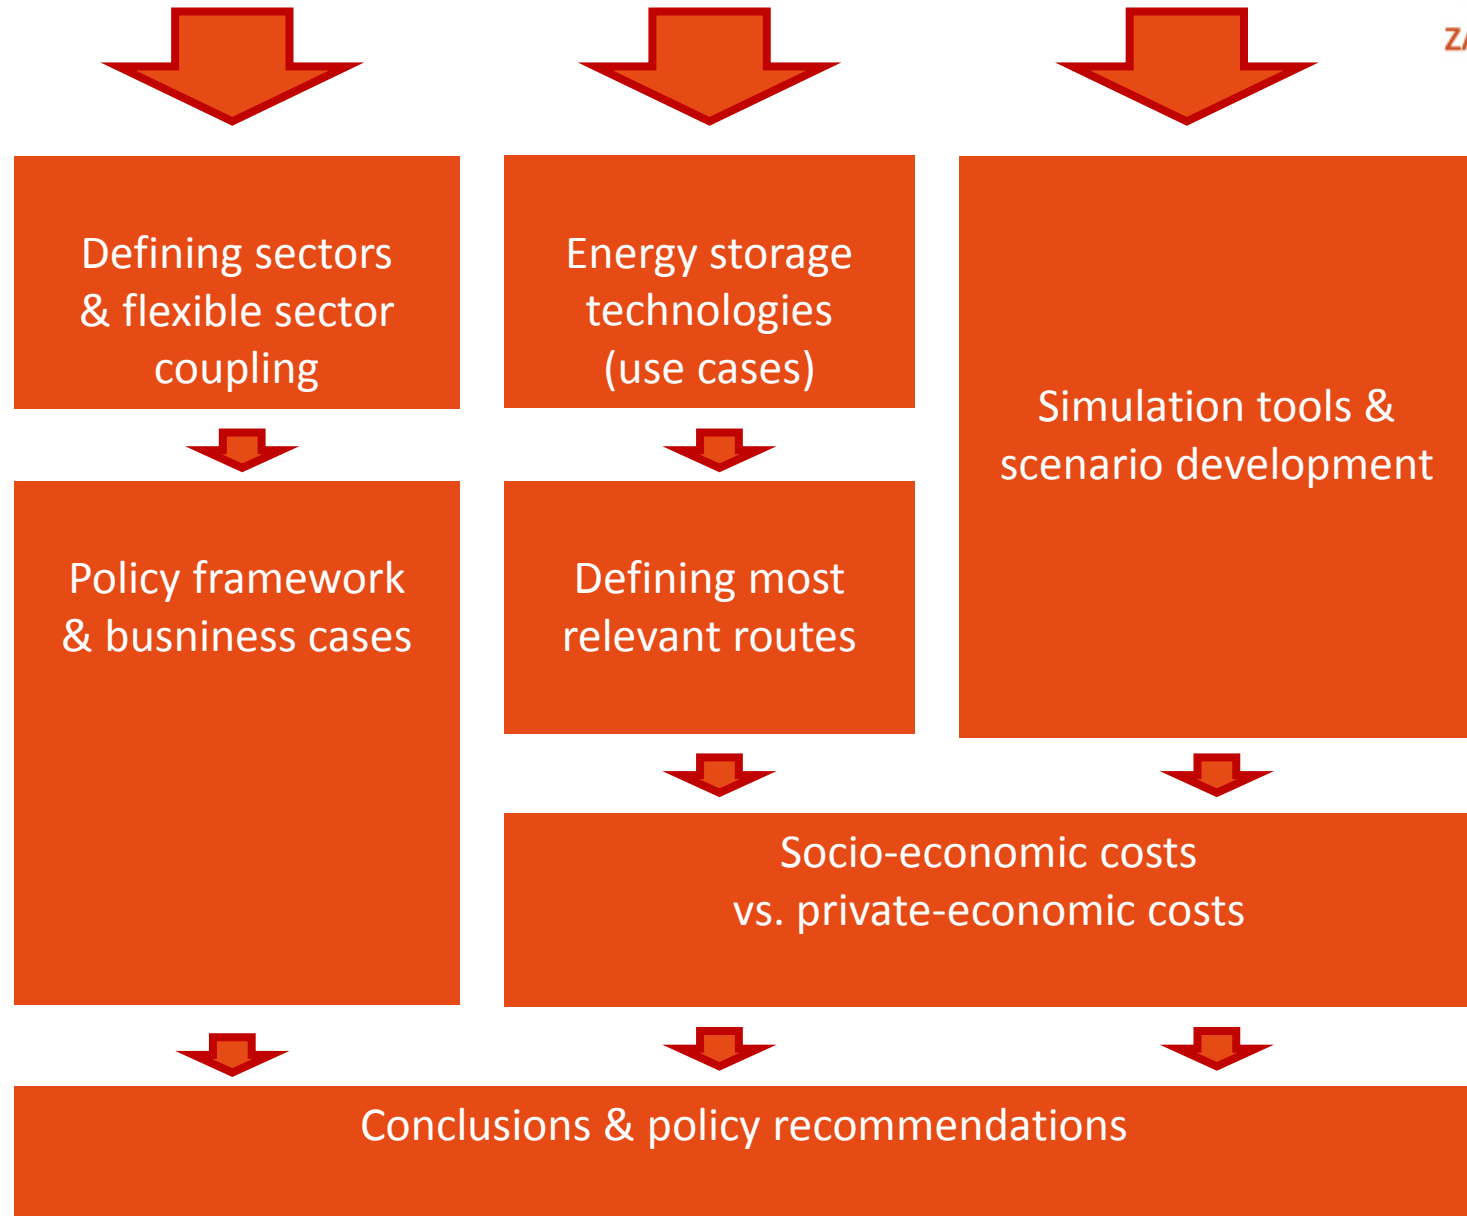 Defining sectors
& flexible sector
coupling
Energy storage
technologies
(use cases)
Simulation tools &
scenario development
Policy framework
& busniness cases
Defining most
relevant routes
Socio-economic costs
vs. private-economic costs
Conclusions & policy recommendations